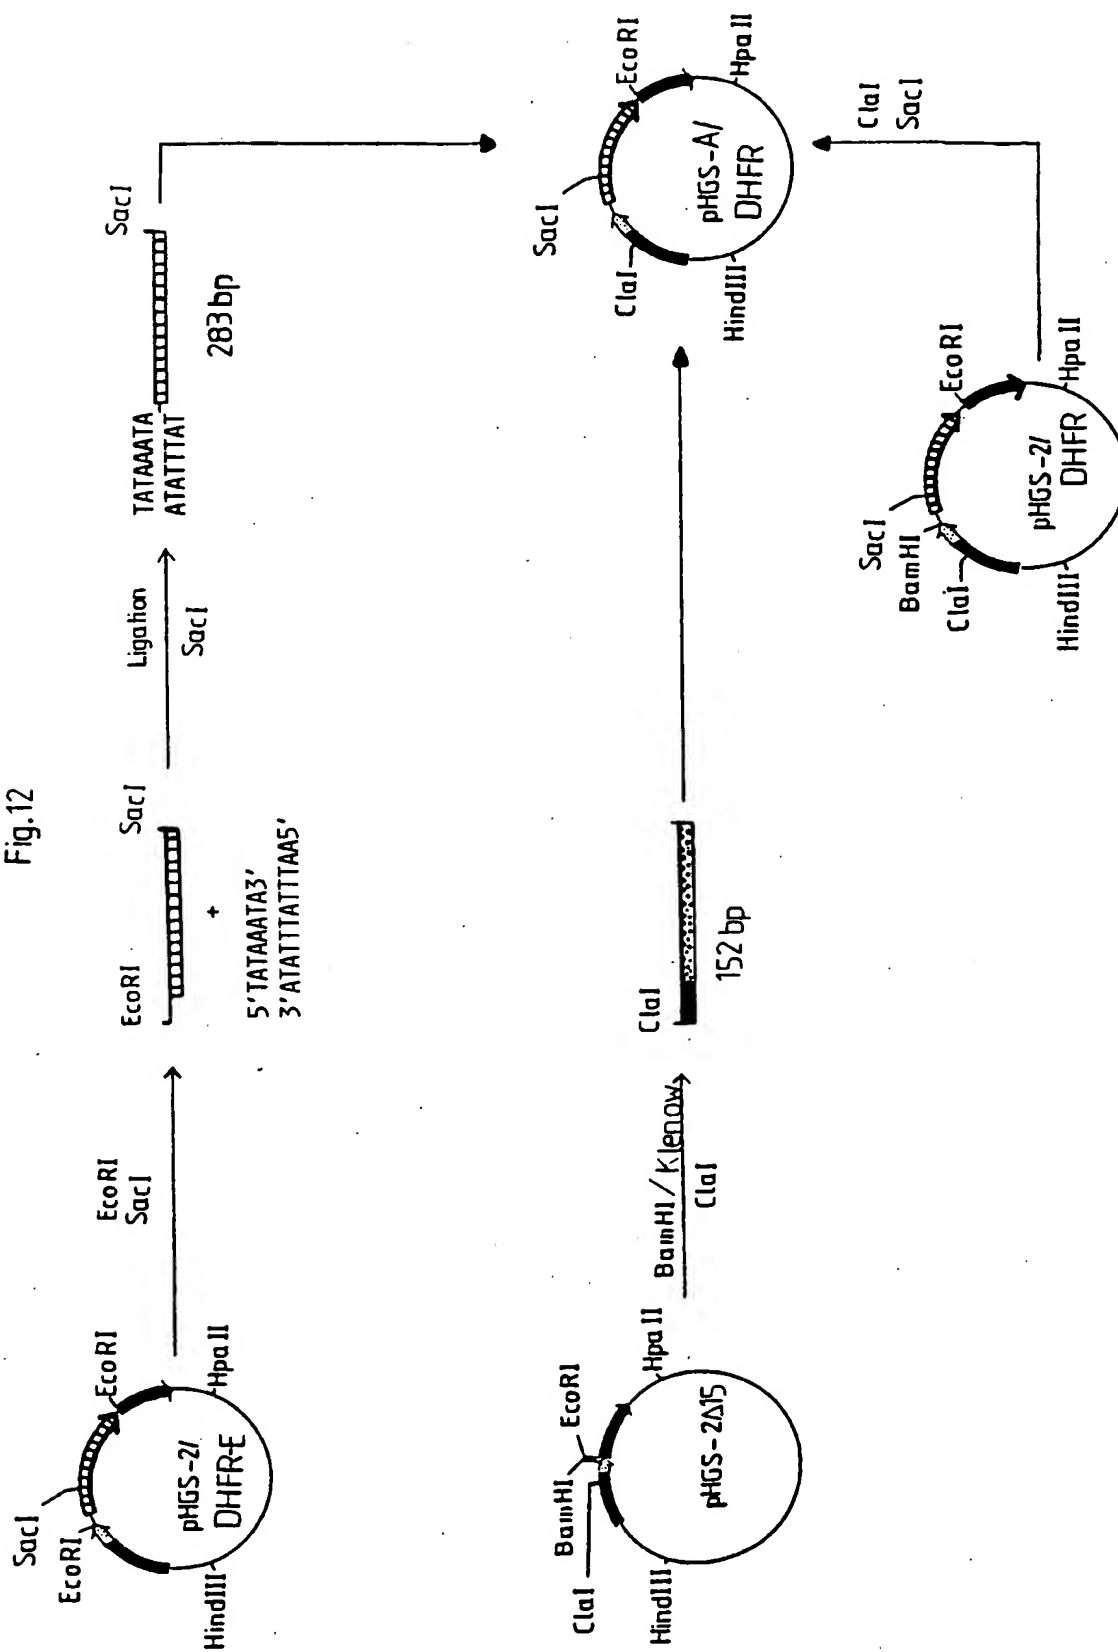 Fig.12
SacI
EcoRI
EcoRI
pHGS-2/
DHFR-E
HindIII
HpaII
EcoRI
SacI
EcoRI
SacI
+
5'TATAAATA3'
3'ATATTTATTTAA5'
Ligation
SacI
SacI
TATAAATA
ATATTTAT
283bp
ClaI
BamHI
EcoRI
pHGS-2Δ15
HindIII
HpaII
BamHI/Klenow
ClaI
ClaI
152bp
SacI
EcoRI
ClaI
pHGS-A/
DHFR
HindIII
HpaII
ClaI
SacI
SacI
BamHI
EcoRI
ClaI
pHGS-2/
DHFR
HindIII
HpaII